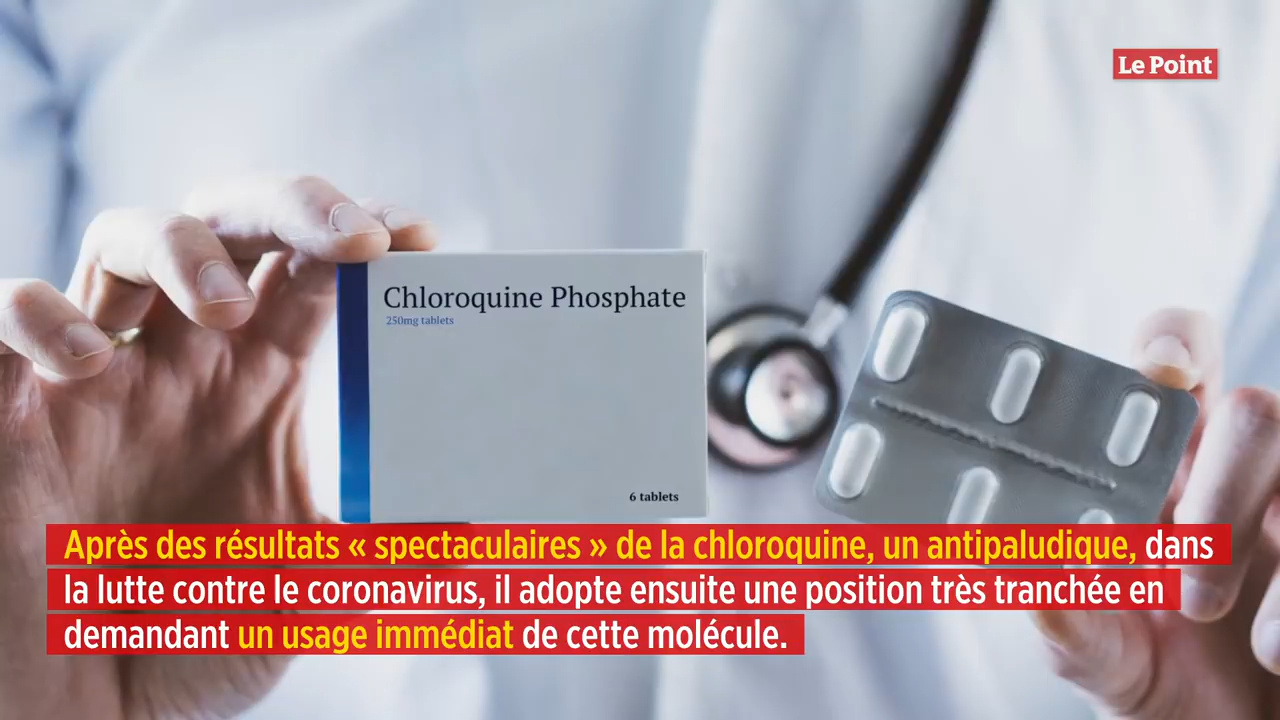 Le Point
Chloroquine Phosphate
250mg tablets
6 tablets
Après des résultats « spectaculaires » de la chloroquine, un antipaludique, dans
la lutte contre le coronavirus, il adopte ensuite une position très tranchée en
demandant un usage immédiat de cette molécule.